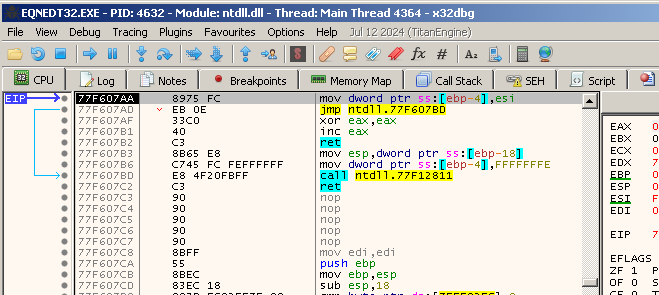 EQNEDT32.EXE - PID: 4632 - Module: ntdll.dll - Thread: Main Thread 4364 - x32dbg
File View Debug Tracing Plugins Favourites Options Help Jul 12 2024 (TitanEngine)
fx # A2
CPU Log Notes Breakpoints Memory Map Call Stack SEH Script
EIP 77F607AA 8975 FC mov dword ptr ss:[ebp-4],esi
77F607AD EB 0E jmp ntdll.77F607BD
77F607AF 33C0 xor eax,eax
77F607B1 40 inc eax
77F607B2 C3 ret
77F607B3 8B65 E8 mov esp,dword ptr ss:[ebp-18]
77F607B6 C745 FC FEFFFFFF mov dword ptr ss:[ebp-4],FFFFFFFE
77F607BD E8 4F20FBFF call ntdll.77F12811
77F607C2 C3 ret
77F607C3 90 nop
77F607C4 90 nop
77F607C5 90 nop
77F607C6 90 nop
77F607C7 90 nop
77F607C8 8BFF mov edi,edi
77F607CA 55 push ebp
77F607CB 8BEC mov ebp,esp
77F607CD 83EC 18 sub esp,18
EAX 0
EBX 0
ECX 0
EDX 7
EBP 0
ESP 0
ESI F
EDI 0
EIP 7
EFLAGS
ZF 1 P
OF 0 S